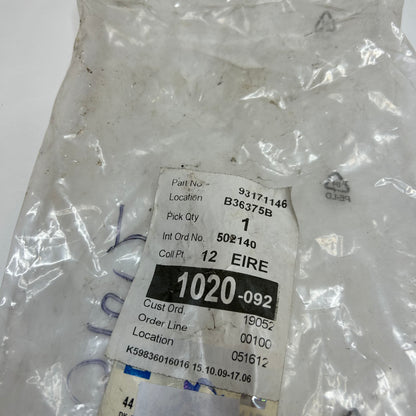 Part No. 93171146
Location B36375B
Pick Qty 1
Int Ord No. 502140
Coll Pt. 12 EIRE
1020-092
Cust Ord. 19052
Order Line 00100
Location 051612
K59836016016 15.10.09-17.06
44